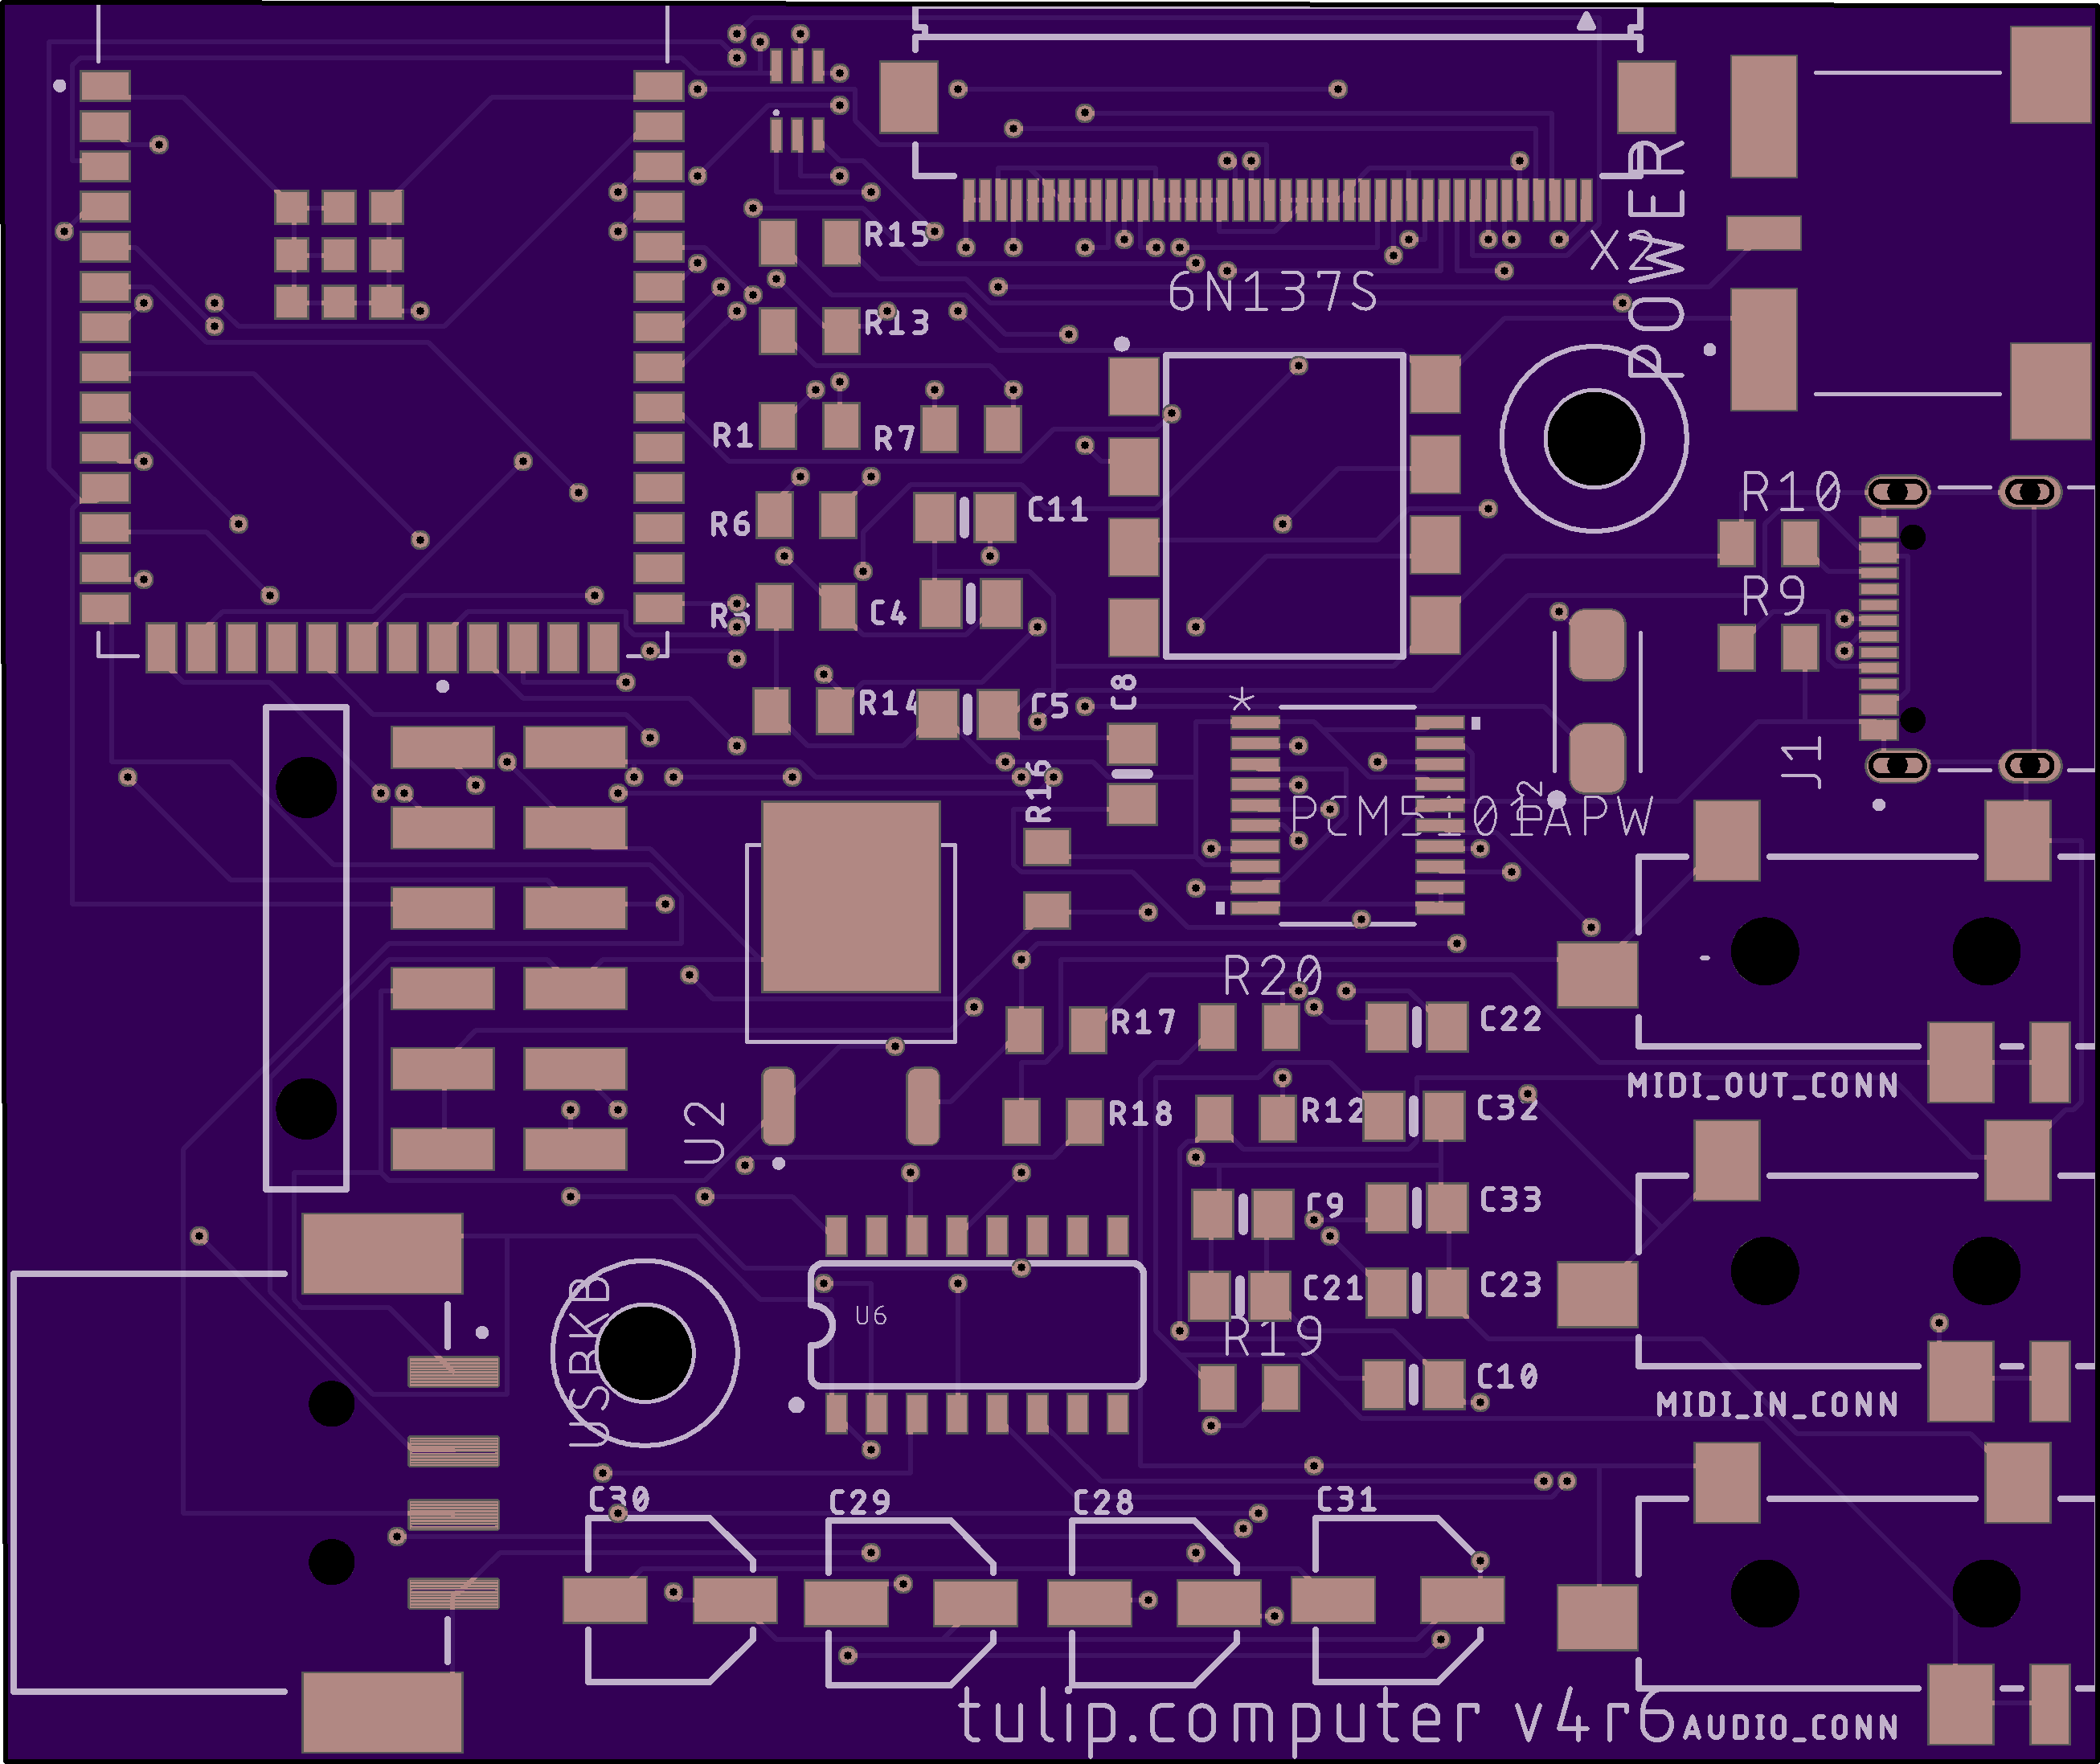 R15
POWER
X2
6N137S
R13
R1
R7
R10
R6
C11
R9
R5
C4
R14
C5
C8
*
J1
R16
PCM5101APW
R20
R17
C22
MIDI_OUT_CONN
U2
R18
R12
C32
C9
C33
USBKB
U6
C21
C23
R19
C10
MIDI_IN_CONN
C30
C29
C28
C31
tulip.computer v4r6
AUDIO_CONN